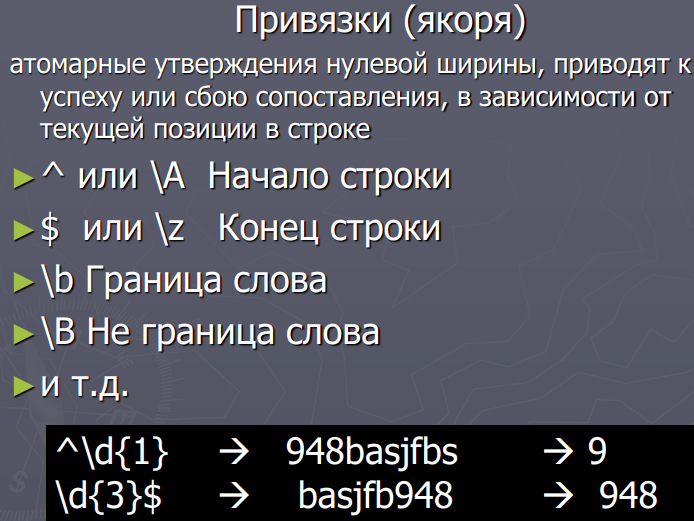 Привязки (якоря)
атомарные утверждения нулевой ширины, приводят к
успеху или сбою сопоставления, в зависимости от
текущей позиции в строке
► ^ или \A Начало строки
► $ или \z Конец строки
► \b Граница слова
► \B Не граница слова
► и т.д.
^\d{1} → 948basjfbs → 9
\d{3}$ → basjfb948 → 948